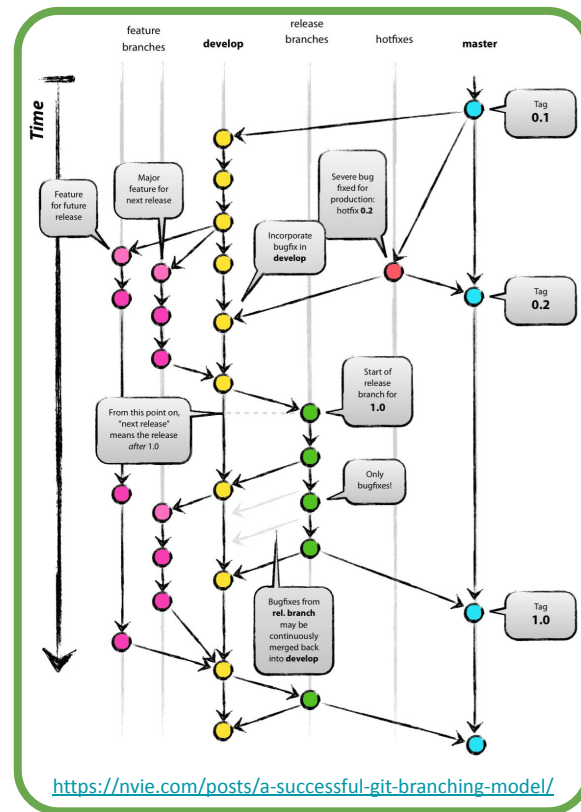 feature
branches
develop
release
branches
hotfixes
master
Time
Tag
0.1
Feature
for future
release
Major
feature for
next release
Severe bug
fixed for
production:
hotfix 0.2
Incorporate
bugfix in
develop
Tag
0.2
Start of
release
branch for
1.0
From this point on,
"next release"
means the release
after 1.0
Only
bugfixes!
Bugfixes from
rel. branch
may be
continuously
merged back
into develop
Tag
1.0
https://nvie.com/posts/a-successful-git-branching-model/